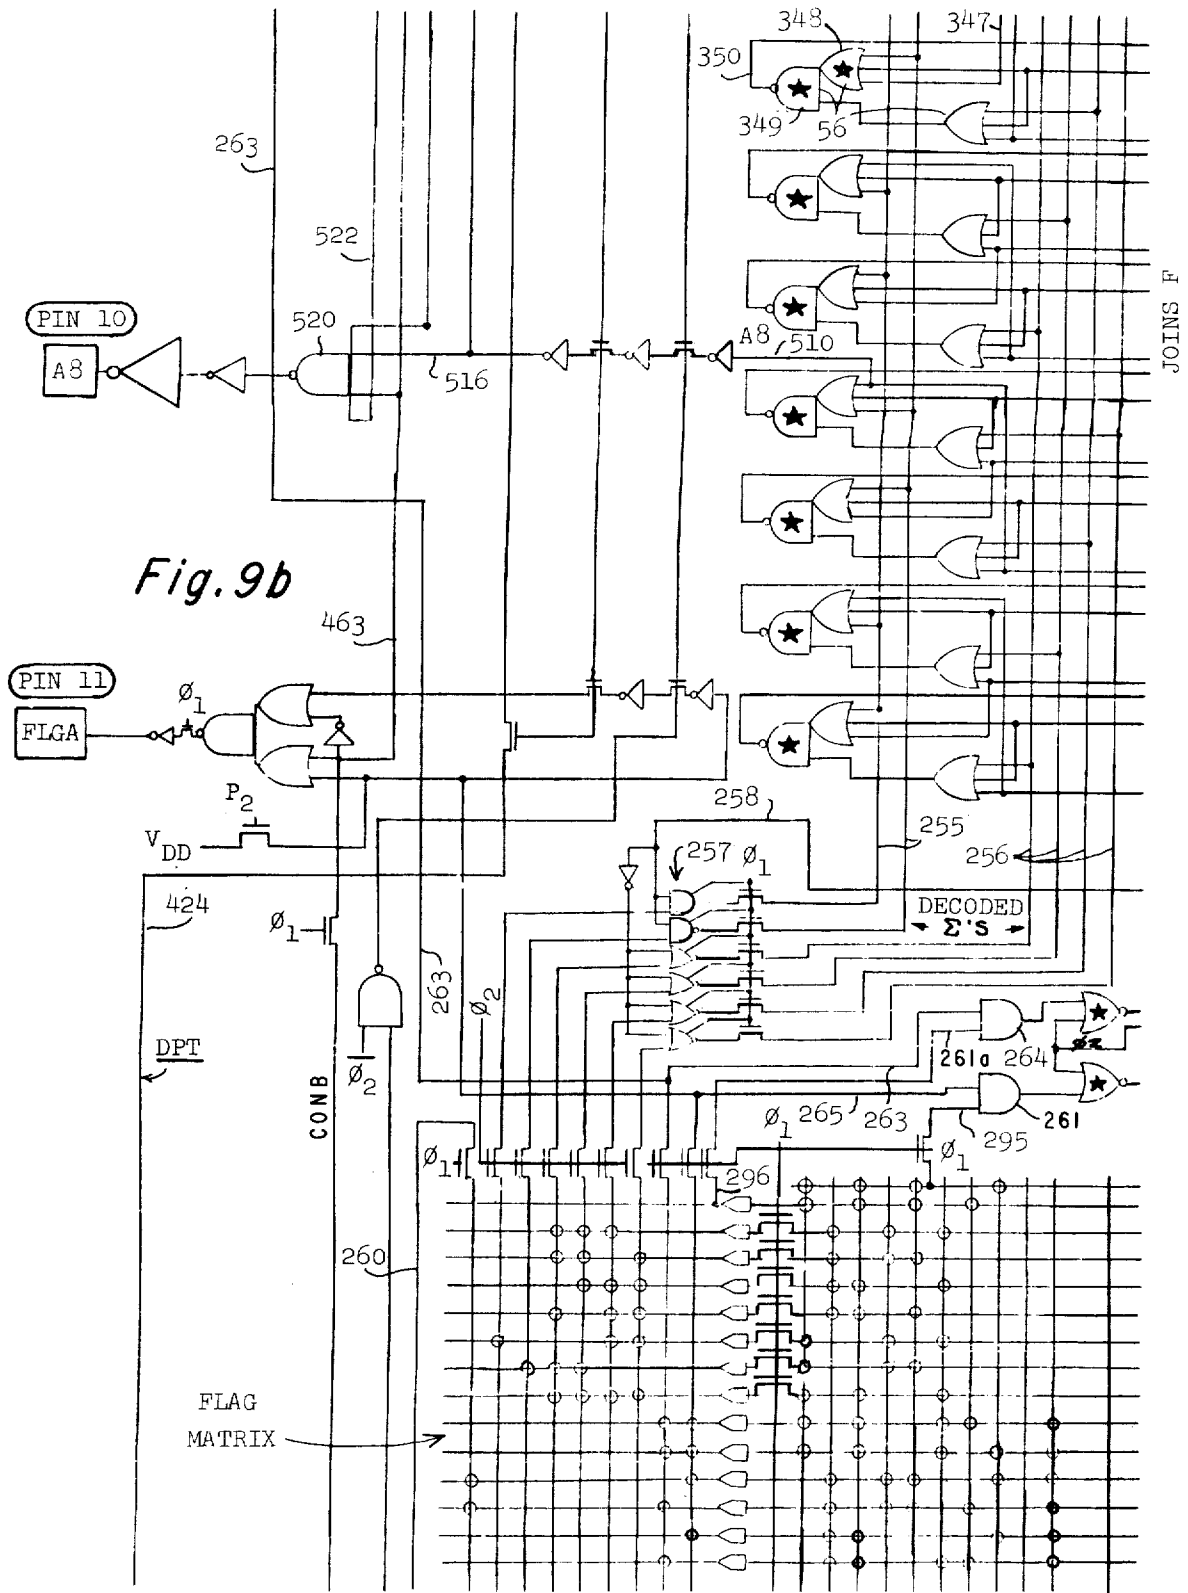 348
347
350
349
56
263
522
PIN 10
520
A8
516
A8
510
JOINS F
Fig. 9b
463
PIN 11
Ø1
FLGA
P2
VDD
258
257
Ø1
255
256
424
DECODED
Σ'S
Ø1
263
Ø2
DPT
Ø2
261a
264
Ø2
CONB
265
263
261
295
Ø1
Ø1
Ø1
296
260
FLAG
MATRIX